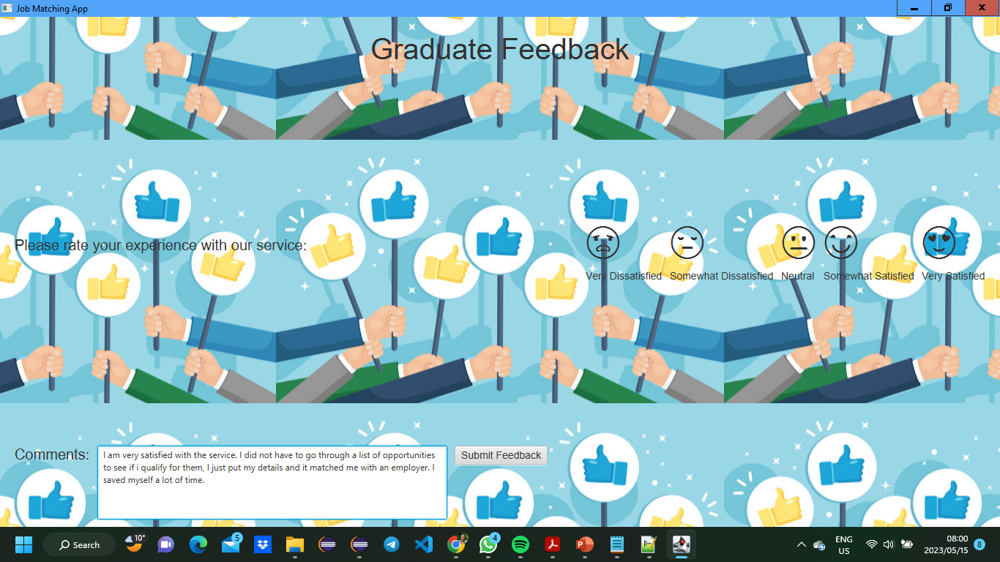 Job Matching App
Graduate Feedback
Please rate your experience with our service:
Very Dissatisfied
Somewhat Dissatisfied
Neutral
Somewhat Satisfied
Very Satisfied
Comments:
I am very satisfied with the service. I did not have to go through a list of opportunities
to see if i qualify for them, I just put my details and it matched me with an employer. I
saved myself a lot of time.
Submit Feedback
Search
10°
5
4
ENG
US
08:00
2023/05/15
8